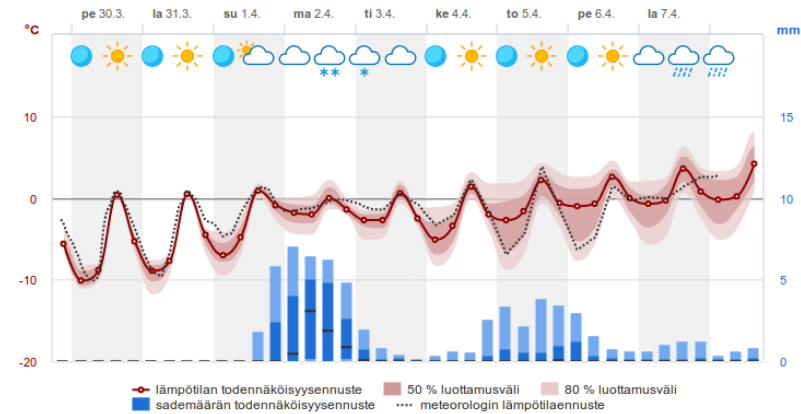 pe 30.3. la 31.3. su 1.4. ma 2.4. ti 3.4. ke 4.4. to 5.4. pe 6.4. la 7.4.
°C mm
10 15
0 10
-10 5
-20 0
lämpötilan todennäköisyysennuste 50 % luottamusväli 80 % luottamusväli
sademäärän todennäköisyysennuste meteorologin lämpötilaennuste